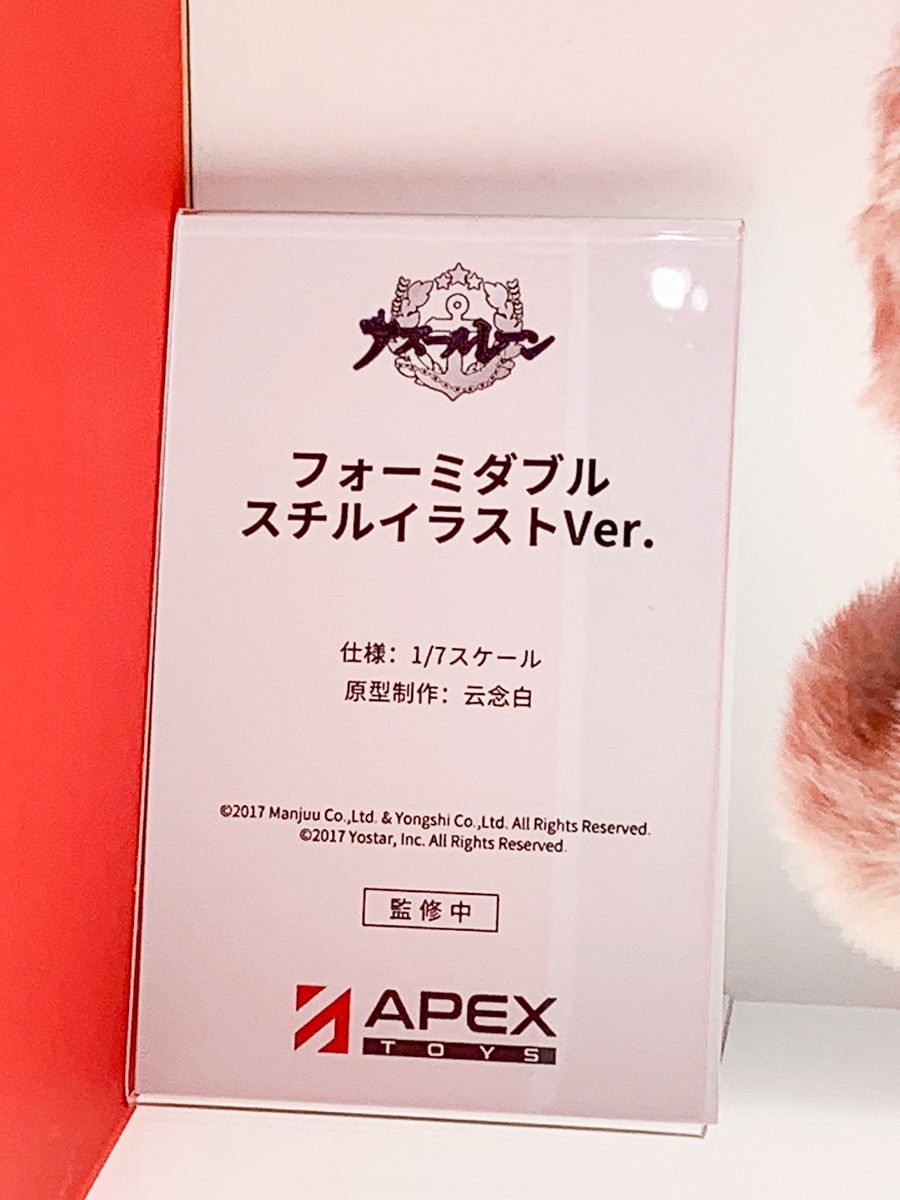 アズールレーン
フォーミダブル
スチルイラストVer.
仕様：1/7スケール
原型制作：云念白
©2017 Manjuu Co.,Ltd. & Yongshi Co.,Ltd. All Rights Reserved.
©2017 Yostar, Inc. All Rights Reserved.
監修中
APEX
TOYS